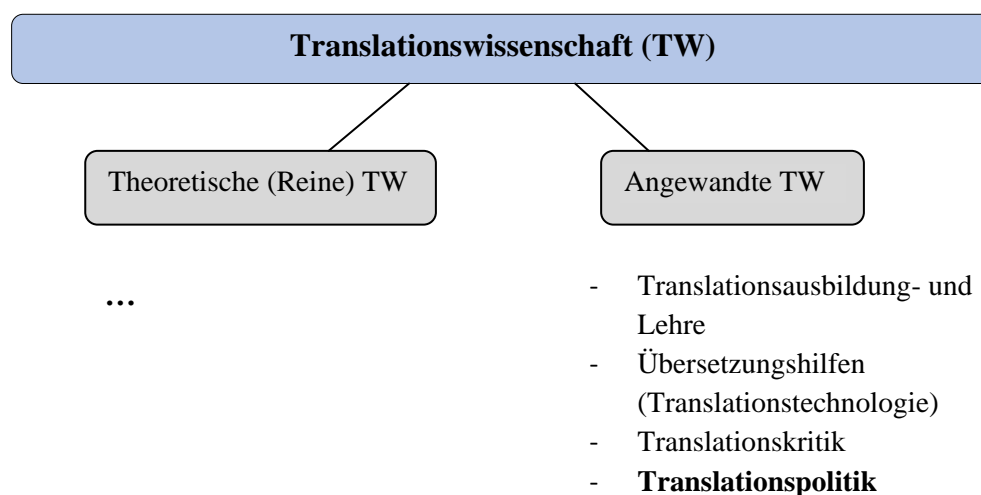 Translationswissenschaft (TW)
Theoretische (Reine) TW
Angewandte TW
...
- Translationsausbildung- und
Lehre
- Übersetzungshilfen
(Translationstechnologie)
- Translationskritik
- Translationspolitik